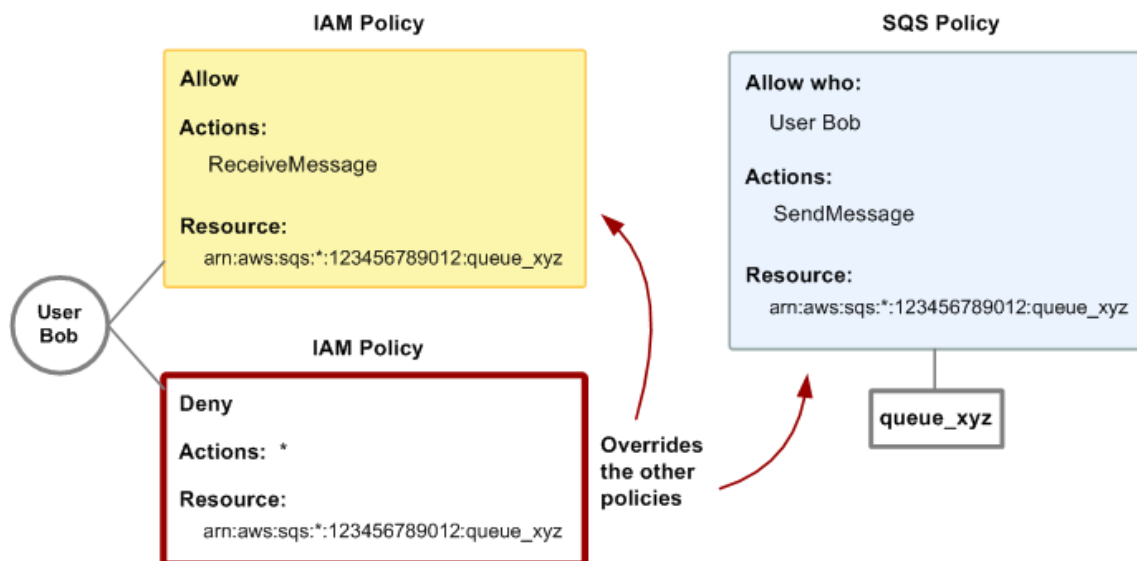 IAM Policy
Allow
Actions:
ReceiveMessage
Resource:
arn:aws:sqs:*:123456789012:queue_xyz
User
Bob
IAM Policy
Deny
Actions: *
Resource:
arn:aws:sqs:*:123456789012:queue_xyz
Overrides
the other
policies
SQS Policy
Allow who:
User Bob
Actions:
SendMessage
Resource:
arn:aws:sqs:*:123456789012:queue_xyz
queue_xyz